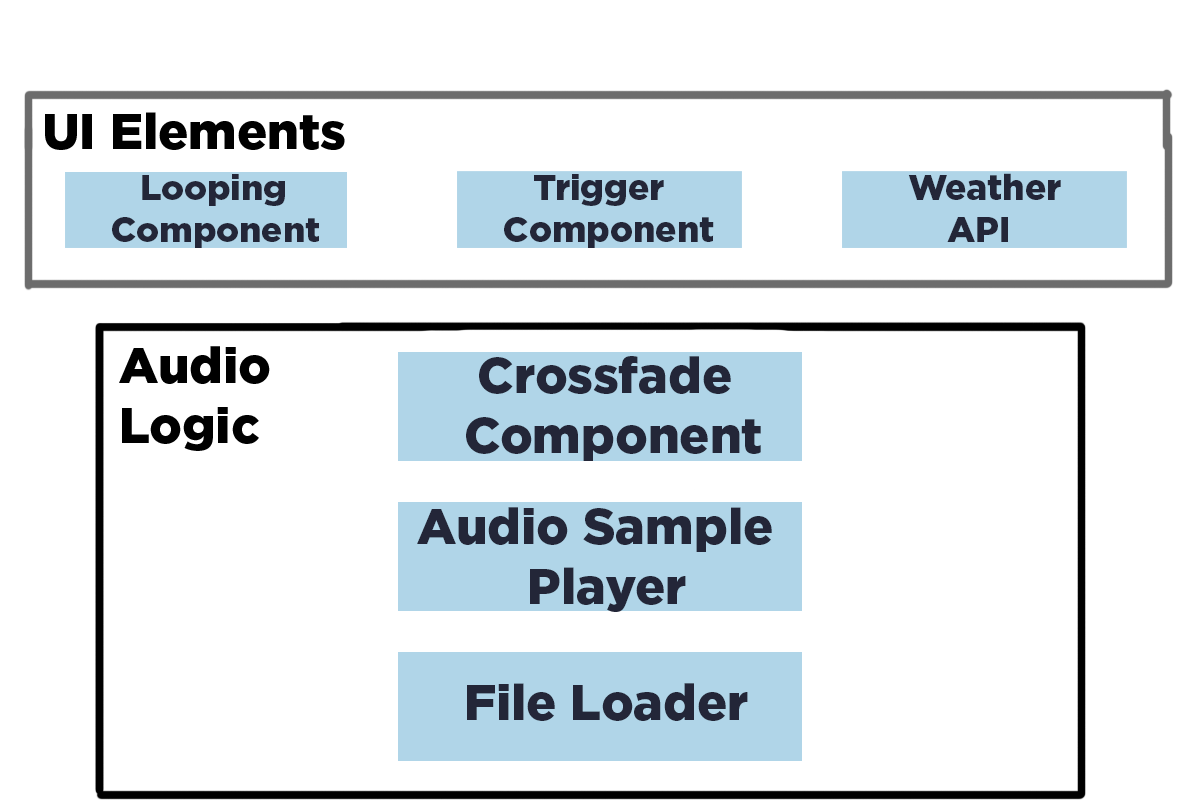 UI Elements
Looping
Component
Trigger
Component
Weather
API
Audio
Logic
Crossfade
Component
Audio Sample
Player
File Loader